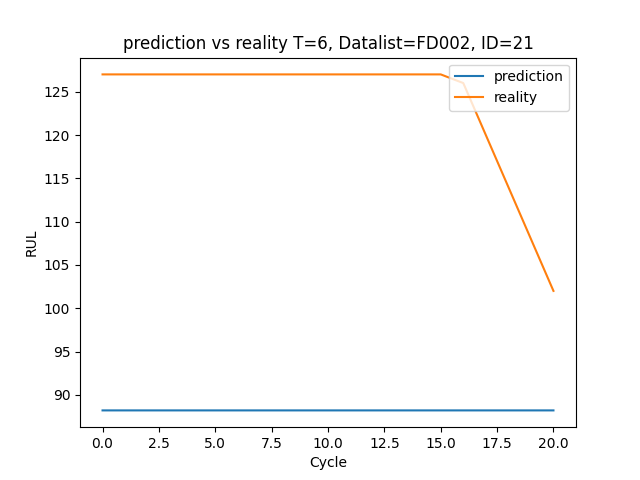 prediction vs reality T=6, Datalist=FD002, ID=21
prediction
reality
RUL
125
120
115
110
105
100
95
90
0.0 2.5 5.0 7.5 10.0 12.5 15.0 17.5 20.0
Cycle